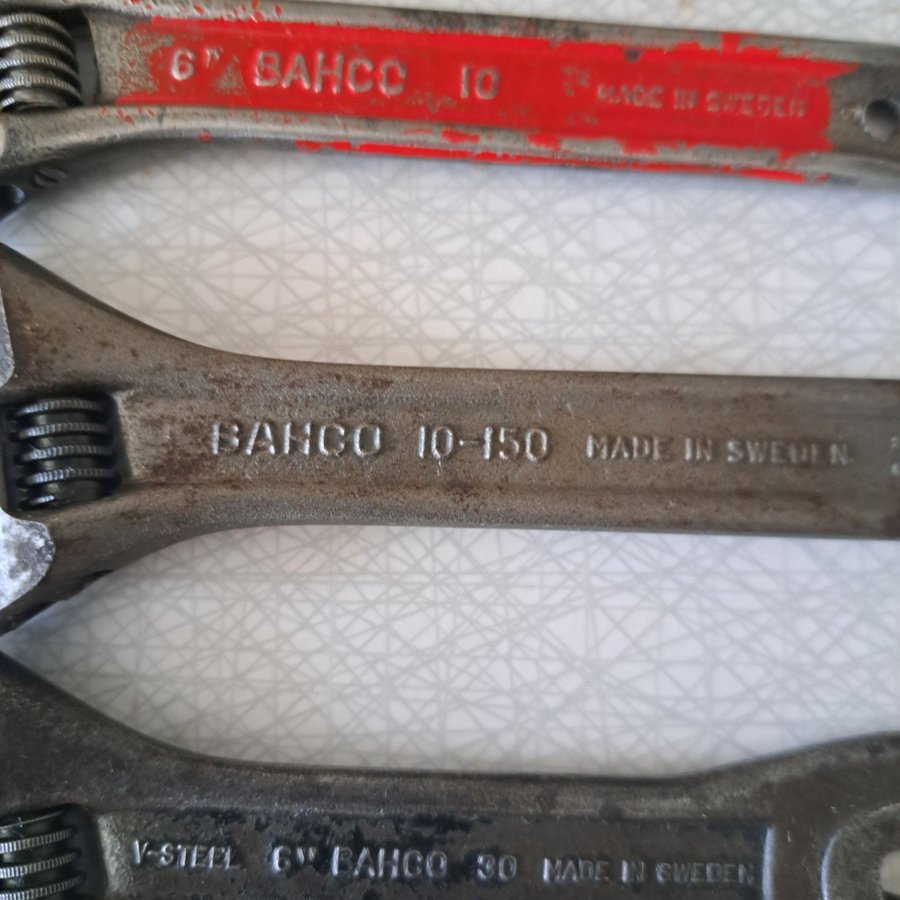 6" BAHCO 10 MADE IN SWEDEN
BAHCO 10-150 MADE IN SWEDEN
V-STEEL 6" BAHCO 30 MADE IN SWEDEN